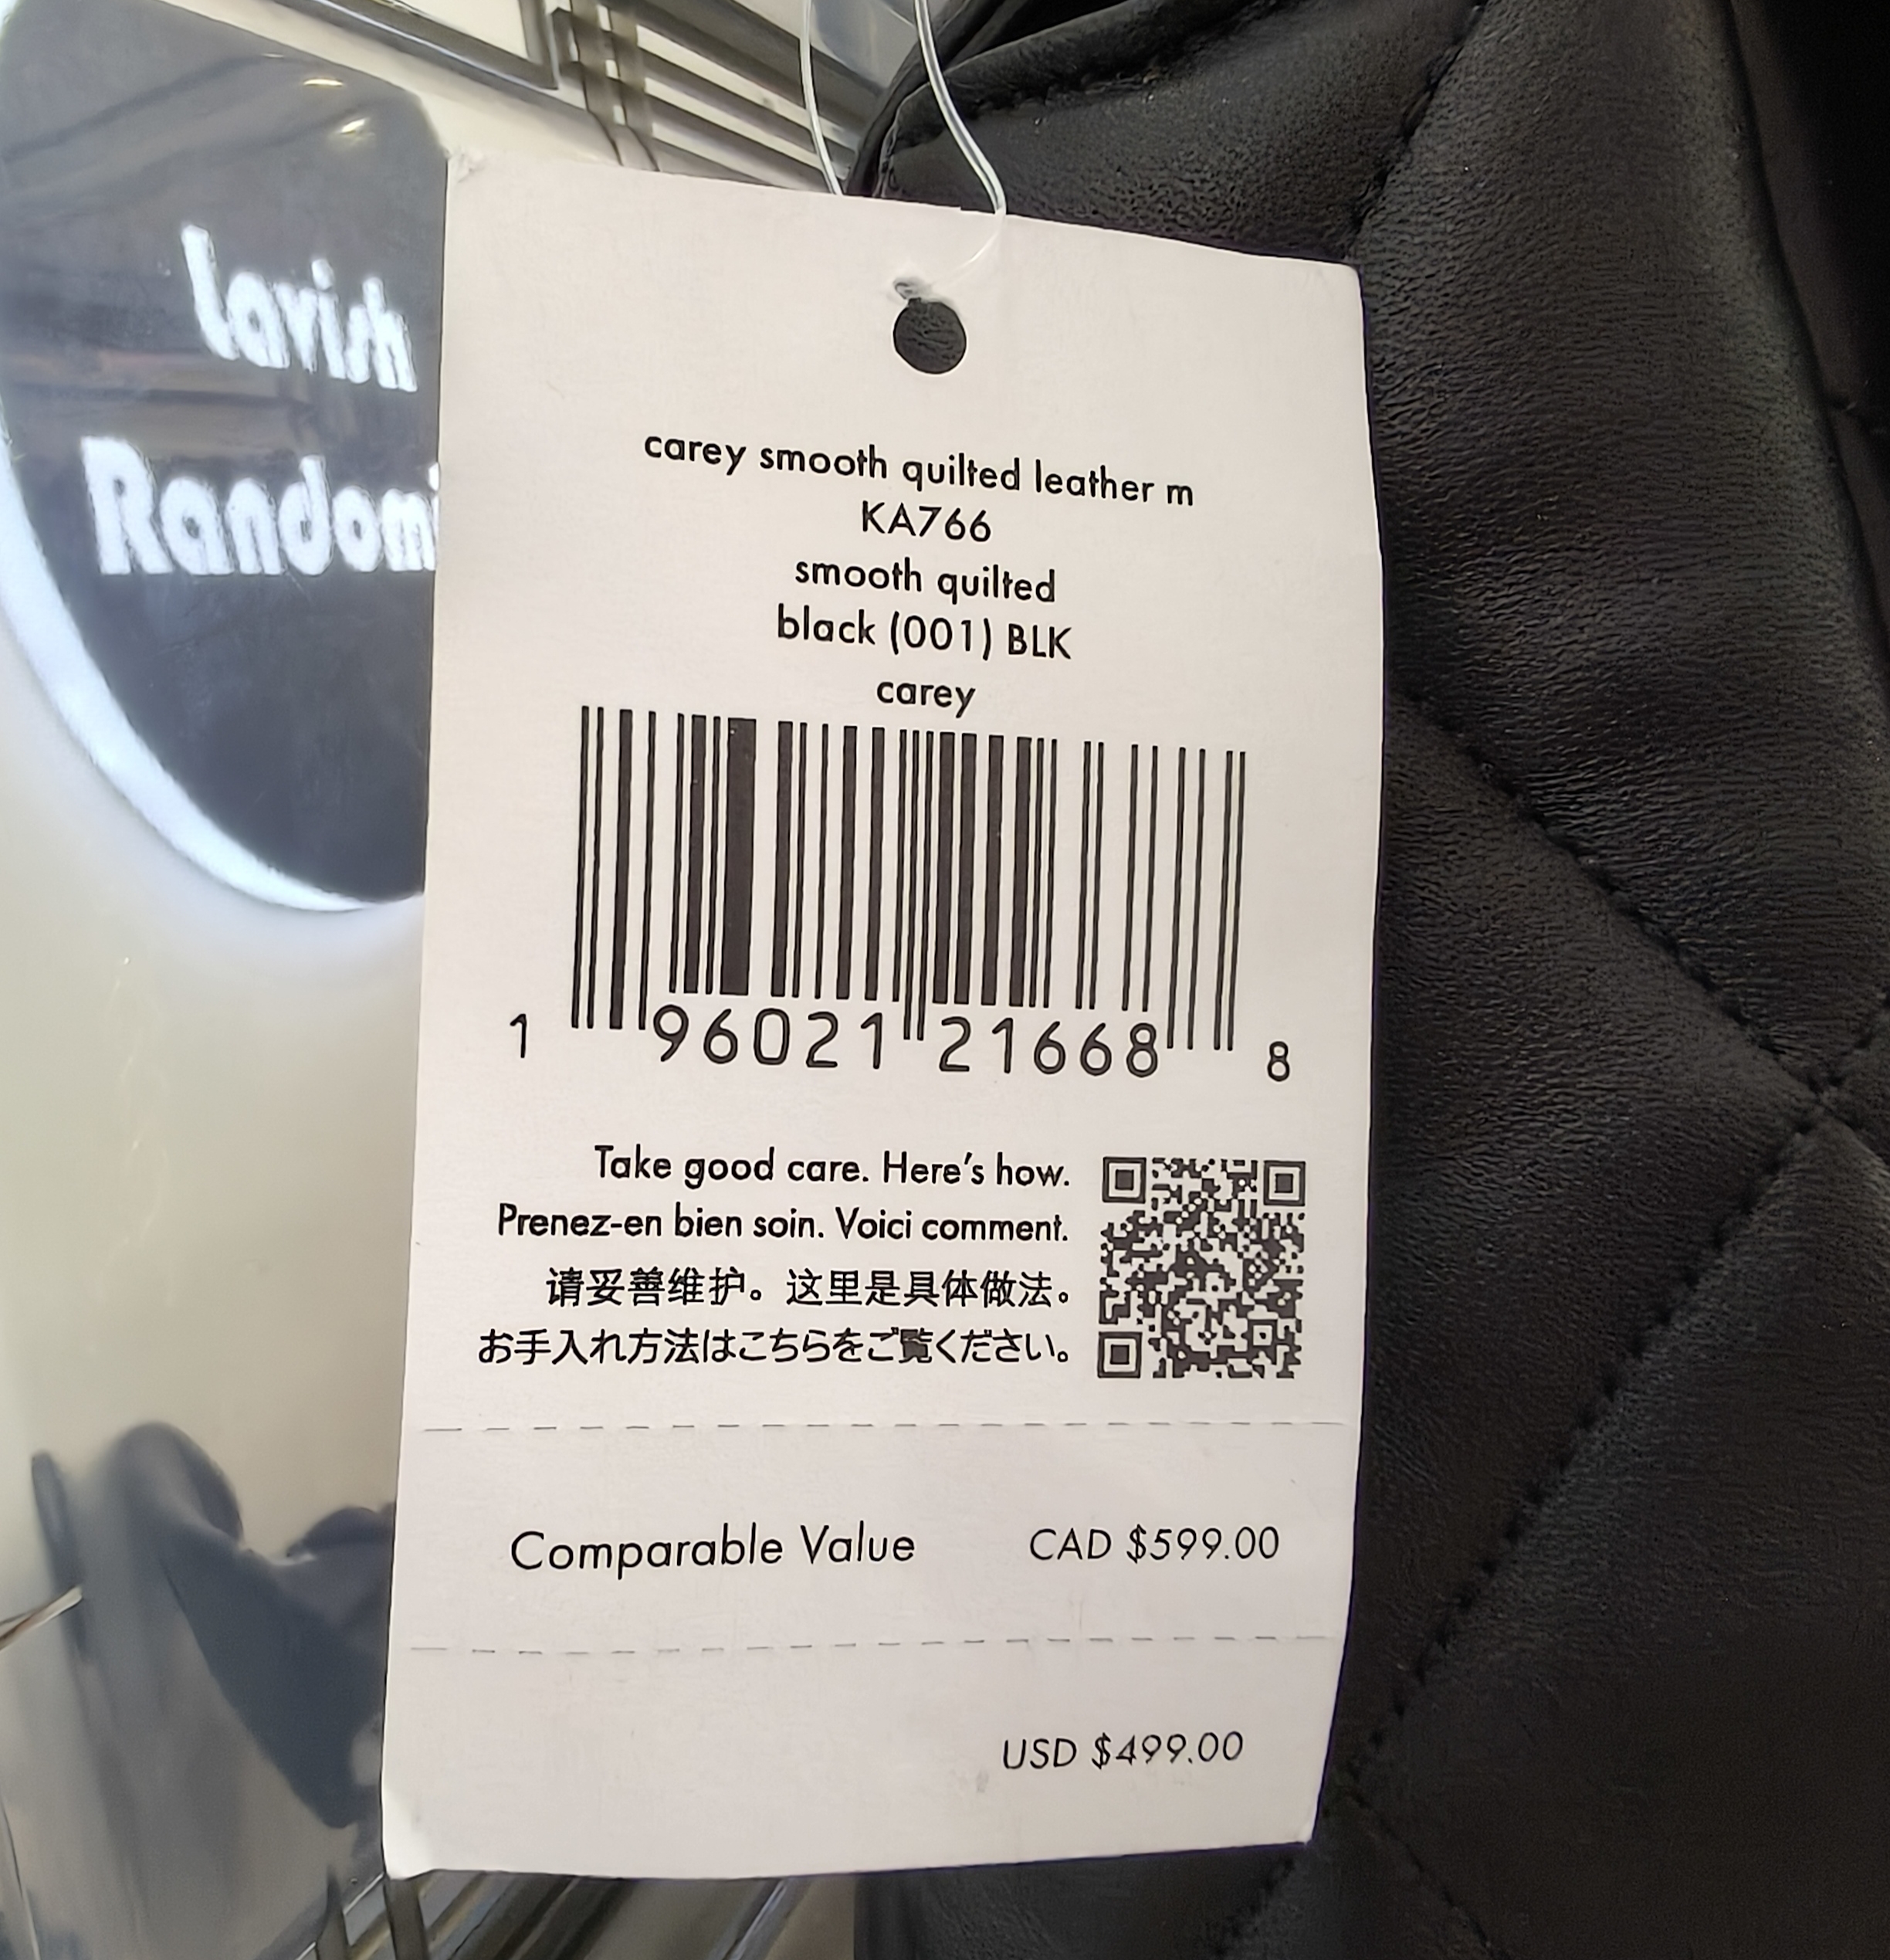 lavish
Randomi
carey smooth quilted leather m
KA766
smooth quilted
black (001) BLK
carey
1 96021 21668 8
Take good care. Here's how.
Prenez-en bien soin. Voici comment.
请妥善维护。这里是具体做法。
お手入れ方法はこちらをご覧ください。
Comparable Value CAD $599.00
USD $499.00